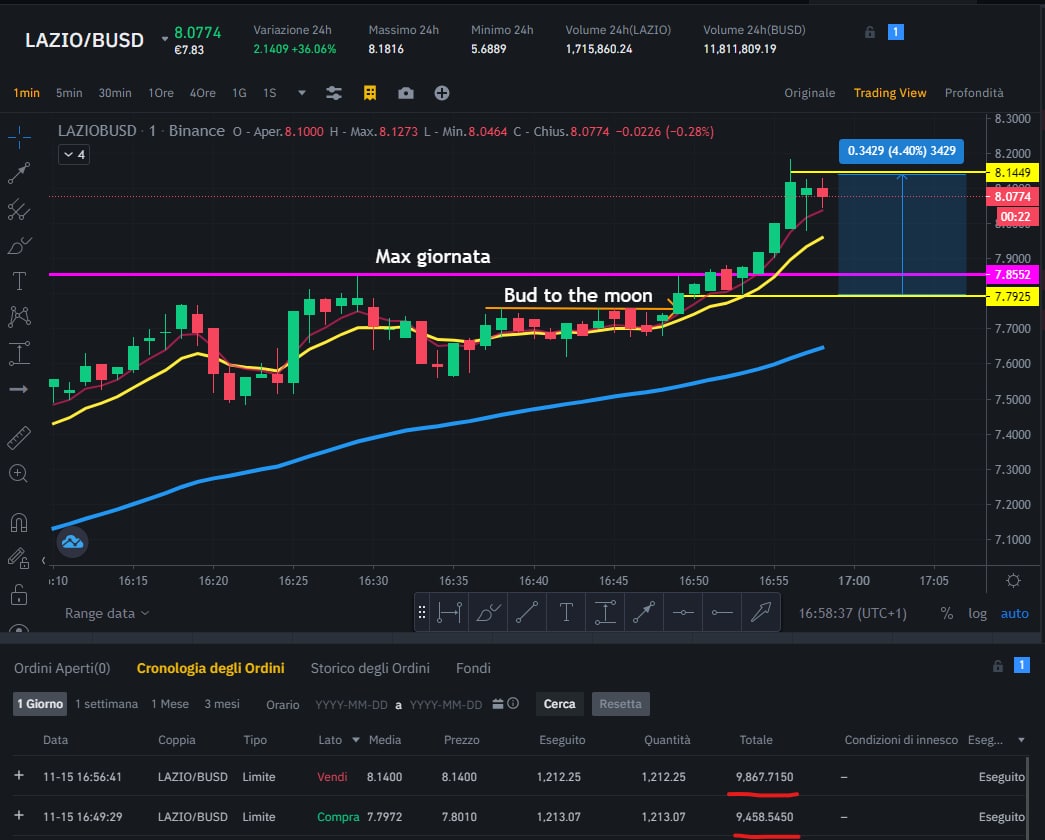 LAZIO/BUSD 8.0774 Variazione 24h Massimo 24h Minimo 24h Volume 24h(LAZIO) Volume 24h(BUSD) 1
€7.83 2.1409 +36.06% 8.1816 5.6889 1,715,860.24 11,811,809.19
1min 5min 30min 1Ore 4Ore 1G 1S Originale Trading View Profondità
LAZIOBUSD · 1 · Binance O - Aper.8.1000 H - Max.8.1273 L - Min.8.0464 C - Chius.8.0774 −0.0226 (−0.28%)
4
0.3429 (4.40%) 3429
Max giornata
Bud to the moon
8.3000
8.2000
8.1449
8.0774
00:22
7.9000
7.8552
7.7925
7.7000
7.6000
7.5000
7.4000
7.3000
7.2000
7.1000
:10 16:15 16:20 16:25 16:30 16:35 16:40 16:45 16:50 16:55 17:00 17:05
Range data 16:58:37 (UTC+1) % log auto
Ordini Aperti(0) Cronologia degli Ordini Storico degli Ordini Fondi 1
1 Giorno 1 settimana 1 Mese 3 mesi Orario YYYY-MM-DD a YYYY-MM-DD Cerca Resetta
Data Coppia Tipo Lato Media Prezzo Eseguito Quantità Totale Condizioni di innesco Eseg...
+ 11-15 16:56:41 LAZIO/BUSD Limite Vendi 8.1400 8.1400 1,212.25 1,212.25 9,867.7150 – Eseguito
+ 11-15 16:49:29 LAZIO/BUSD Limite Compra 7.7972 7.8010 1,213.07 1,213.07 9,458.5450 – Eseguito